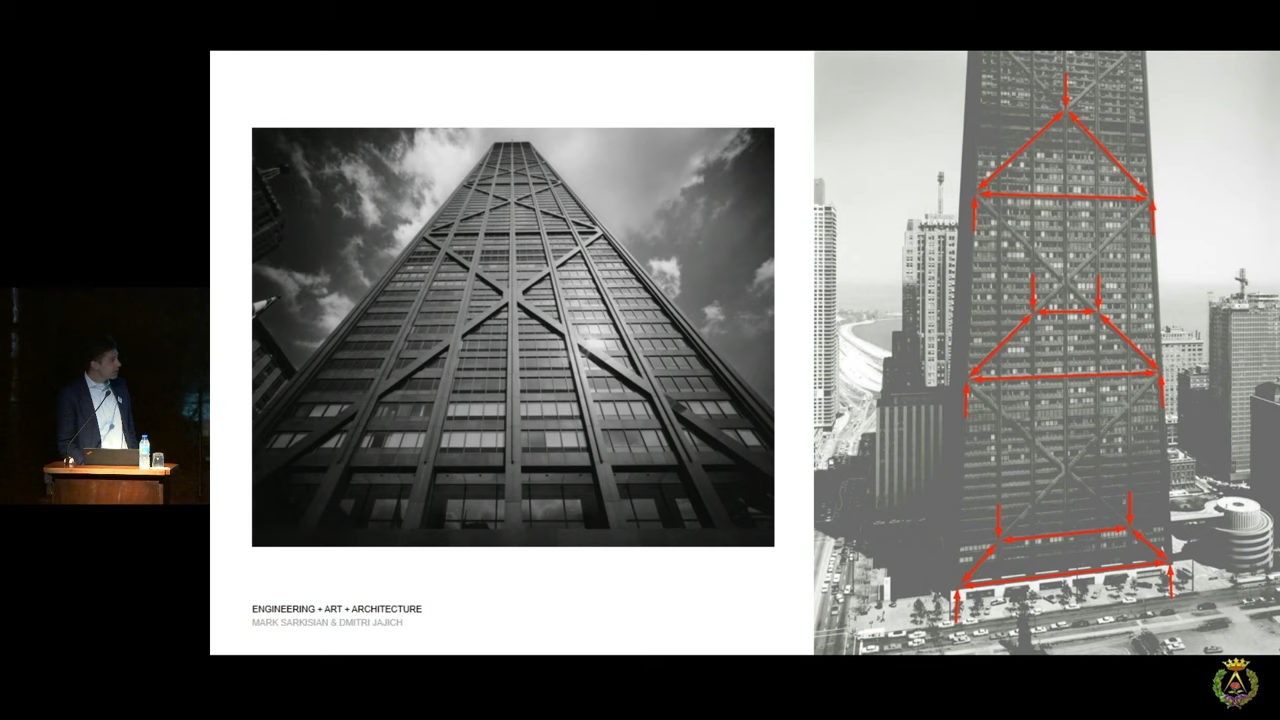 ENGINEERING + ART + ARCHITECTURE
MARK SARKISIAN & DMITRI JAJICH